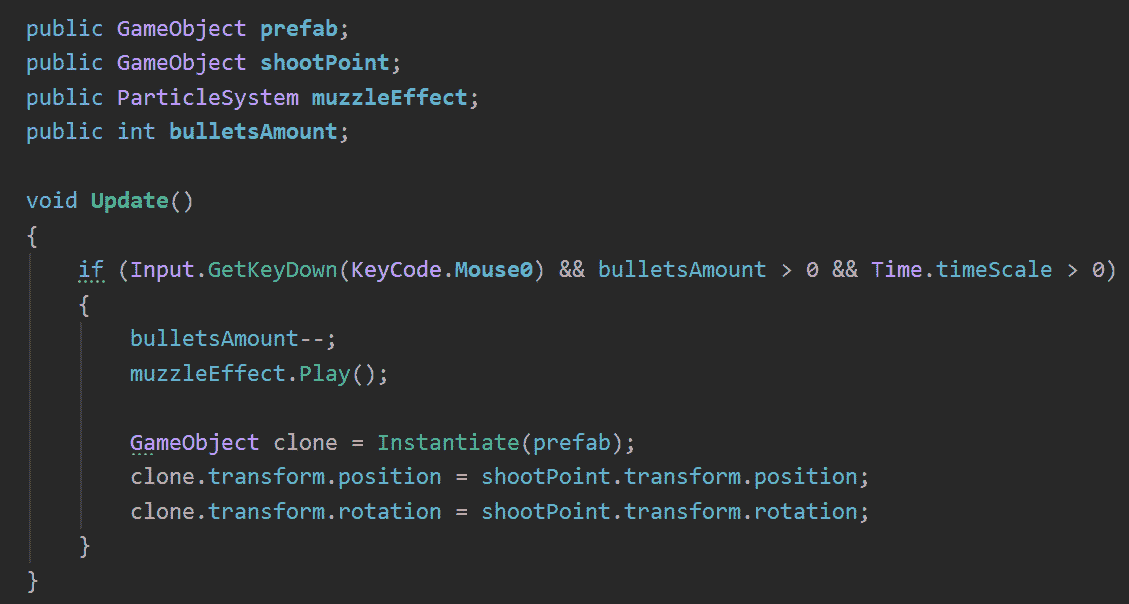 public GameObject prefab;
public GameObject shootPoint;
public ParticleSystem muzzleEffect;
public int bulletsAmount;

void Update()
{
    if (Input.GetKeyDown(KeyCode.Mouse0) && bulletsAmount > 0 && Time.timeScale > 0)
    {
        bulletsAmount--;
        muzzleEffect.Play();

        GameObject clone = Instantiate(prefab);
        clone.transform.position = shootPoint.transform.position;
        clone.transform.rotation = shootPoint.transform.rotation;
    }
}